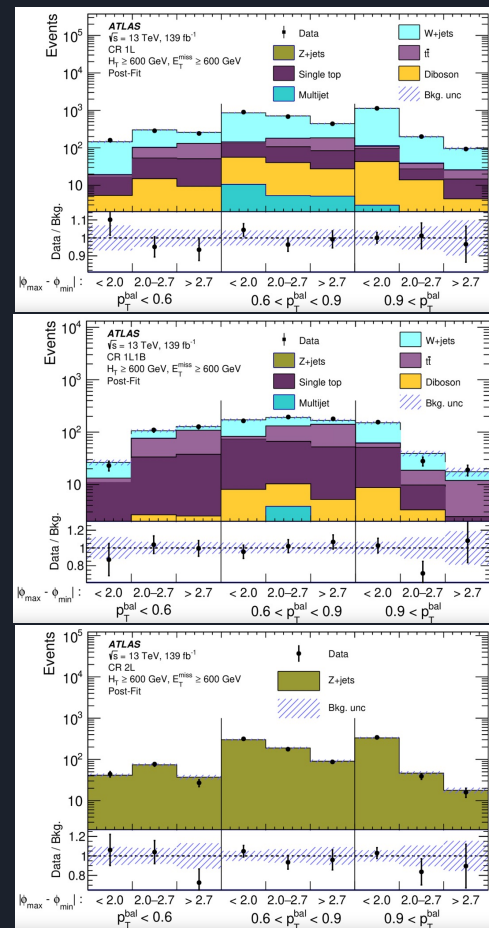 Events
10⁵
10⁴
10³
10²
10
ATLAS
√s = 13 TeV, 139 fb⁻¹
CR 1L
H_T ≥ 600 GeV, E_T^miss ≥ 600 GeV
Post-Fit
Data
Z+jets
Single top
Multijet
W+jets
tt̄
Diboson
Bkg. unc
Data / Bkg.
1.1
1
0.9
|ϕ_max - ϕ_min| : < 2.0 2.0–2.7 > 2.7 < 2.0 2.0–2.7 > 2.7 < 2.0 2.0–2.7 > 2.7
p_T^bal < 0.6 0.6 < p_T^bal < 0.9 0.9 < p_T^bal
Events
10⁴
10³
10²
10
ATLAS
√s = 13 TeV, 139 fb⁻¹
CR 1L1B
H_T ≥ 600 GeV, E_T^miss ≥ 600 GeV
Post-Fit
Data
Z+jets
Single top
Multijet
W+jets
tt̄
Diboson
Bkg. unc
Data / Bkg.
1.2
1
0.8
|ϕ_max - ϕ_min| : < 2.0 2.0–2.7 > 2.7 < 2.0 2.0–2.7 > 2.7 < 2.0 2.0–2.7 > 2.7
p_T^bal < 0.6 0.6 < p_T^bal < 0.9 0.9 < p_T^bal
Events
10⁵
10⁴
10³
10²
10
ATLAS
√s = 13 TeV, 139 fb⁻¹
CR 2L
H_T ≥ 600 GeV, E_T^miss ≥ 600 GeV
Post-Fit
Data
Z+jets
Bkg. unc
Data / Bkg.
1.2
1
0.8
|ϕ_max - ϕ_min| : < 2.0 2.0–2.7 > 2.7 < 2.0 2.0–2.7 > 2.7 < 2.0 2.0–2.7 > 2.7
p_T^bal < 0.6 0.6 < p_T^bal < 0.9 0.9 < p_T^bal